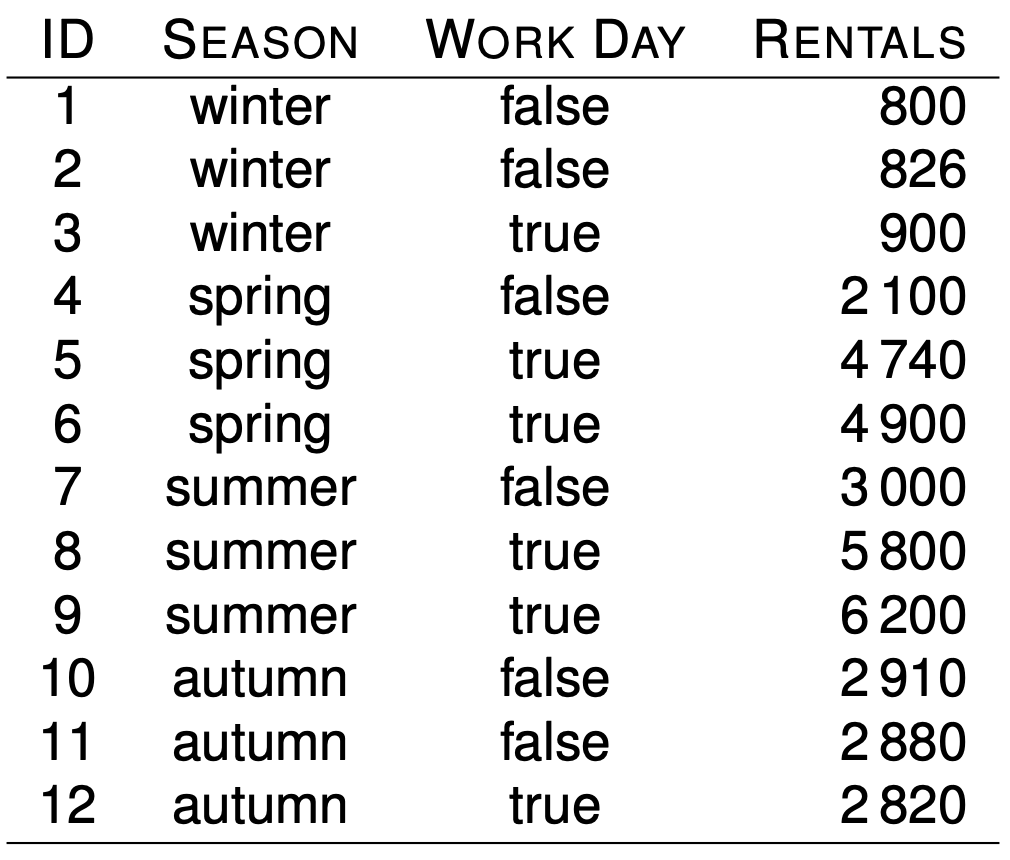 ID SEASON WORK DAY RENTALS
1 winter false 800
2 winter false 826
3 winter true 900
4 spring false 2 100
5 spring true 4 740
6 spring true 4 900
7 summer false 3 000
8 summer true 5 800
9 summer true 6 200
10 autumn false 2 910
11 autumn false 2 880
12 autumn true 2 820